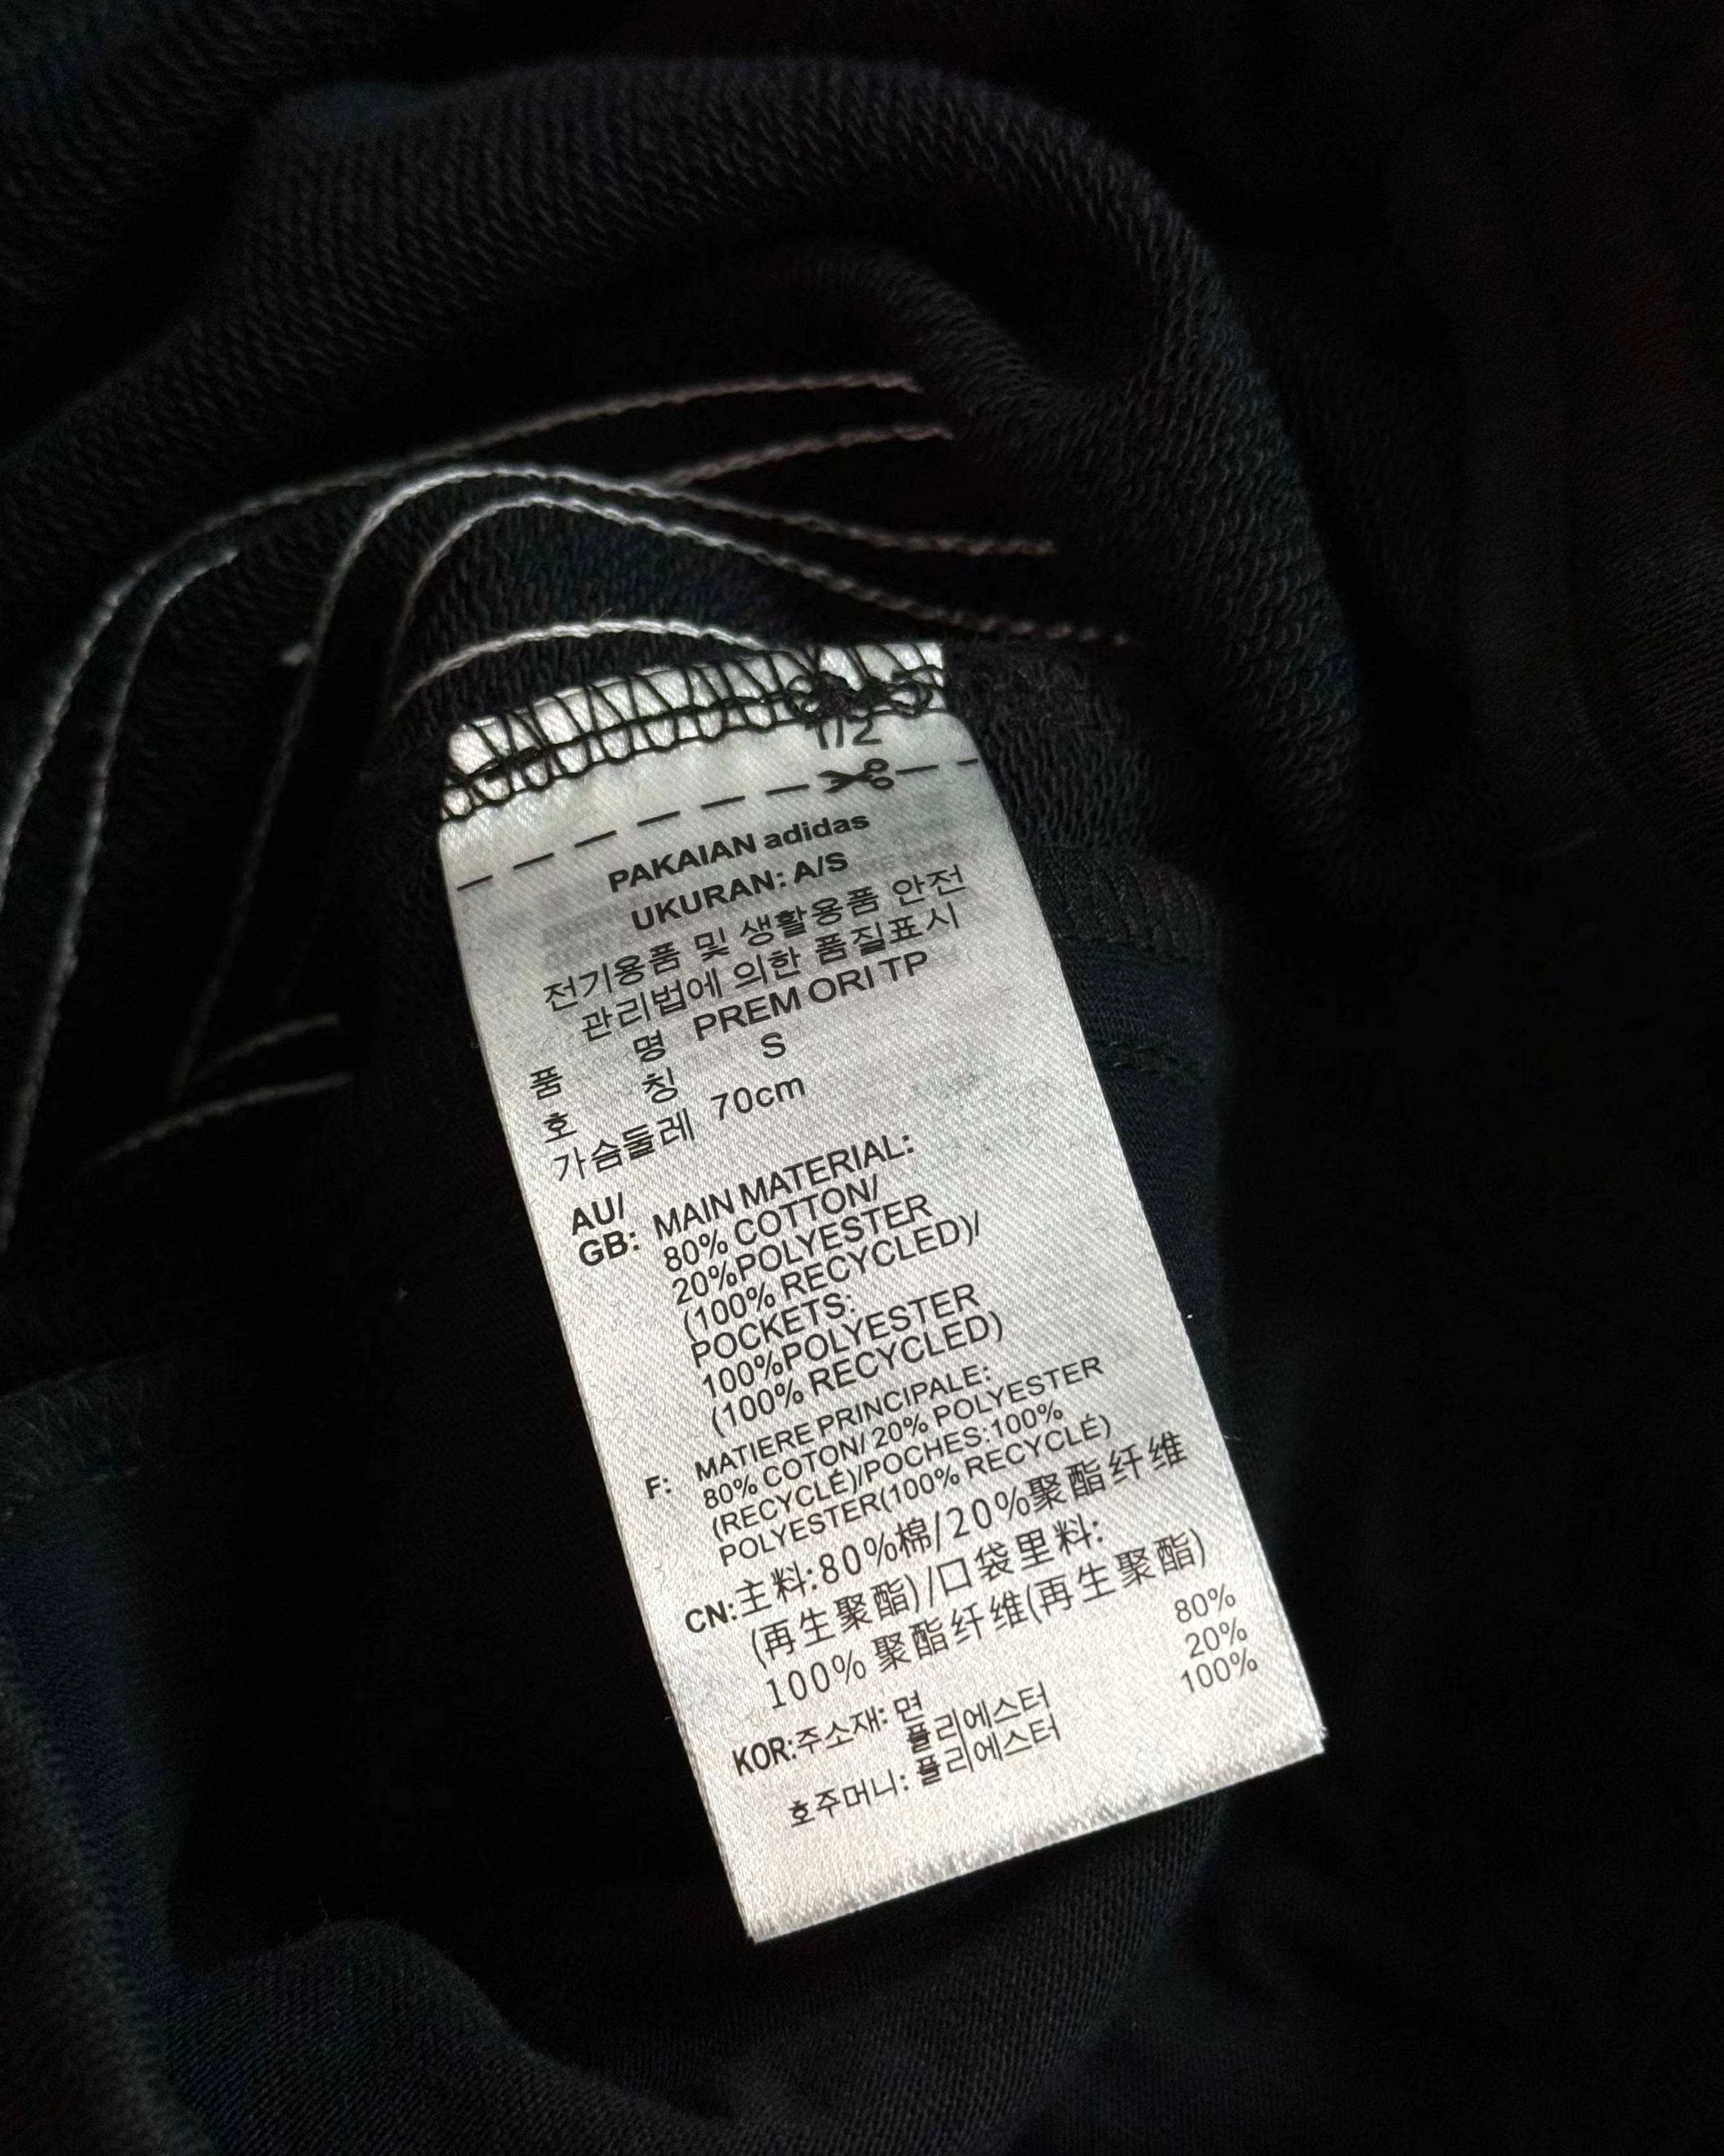 1/2
PAKAIAN adidas
UKURAN: A/S
전기용품 및 생활용품 안전
관리법에 의한 품질표시
품 명 PREM ORI TP
호 칭 S
가슴둘레 70cm
AU/ MAIN MATERIAL:
GB: 80% COTTON/
20%POLYESTER
(100% RECYCLED)/
POCKETS:
100%POLYESTER
(100% RECYCLED)
MATIERE PRINCIPALE:
F: 80% COTON/ 20% POLYESTER
(RECYCLÉ)/POCHES:100%
POLYESTER(100% RECYCLÉ)
CN:主料:80%棉/20%聚酯纤维
(再生聚酯)/口袋里料:
100% 聚酯纤维(再生聚酯)
KOR:주소재: 면 80%
폴리에스터 20%
호주머니: 폴리에스터 100%